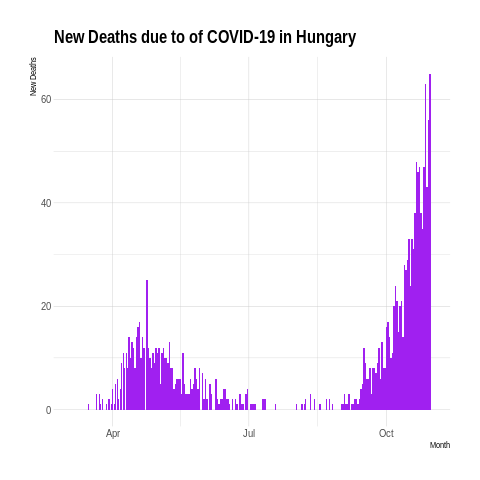 New Deaths due to of COVID-19 in Hungary
New Deaths
60
40
20
0
Apr
Jul
Oct
Month